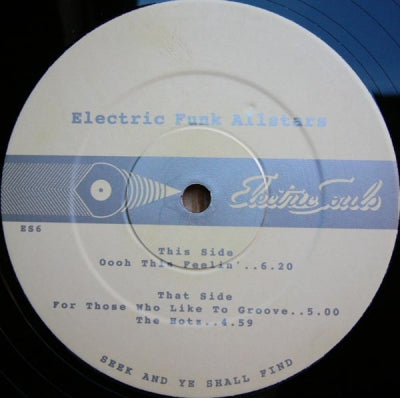 Electric Funk Allstars
Electric Souls
ES6
This Side
Oooh This Feelin'..6.20
That Side
For Those Who Like To Groove..5.00
The Hotz..4.59
SEEK AND YE SHALL FIND